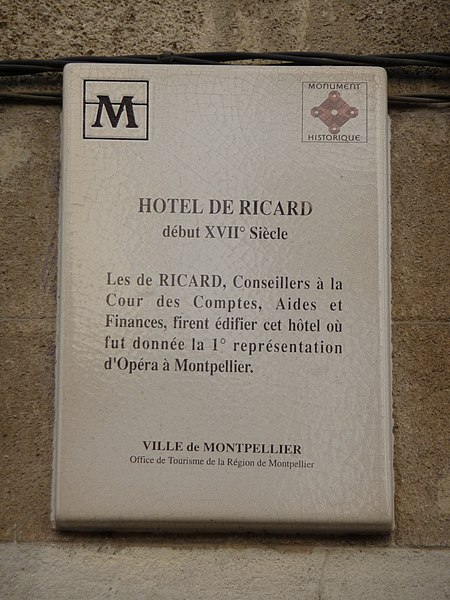 M
MONUMENT
HISTORIQUE
HOTEL DE RICARD
début XVII° Siècle
Les de RICARD, Conseillers à la
Cour des Comptes, Aides et
Finances, firent édifier cet hôtel où
fut donnée la 1° représentation
d'Opéra à Montpellier.
VILLE de MONTPELLIER
Office de Tourisme de la Région de Montpellier